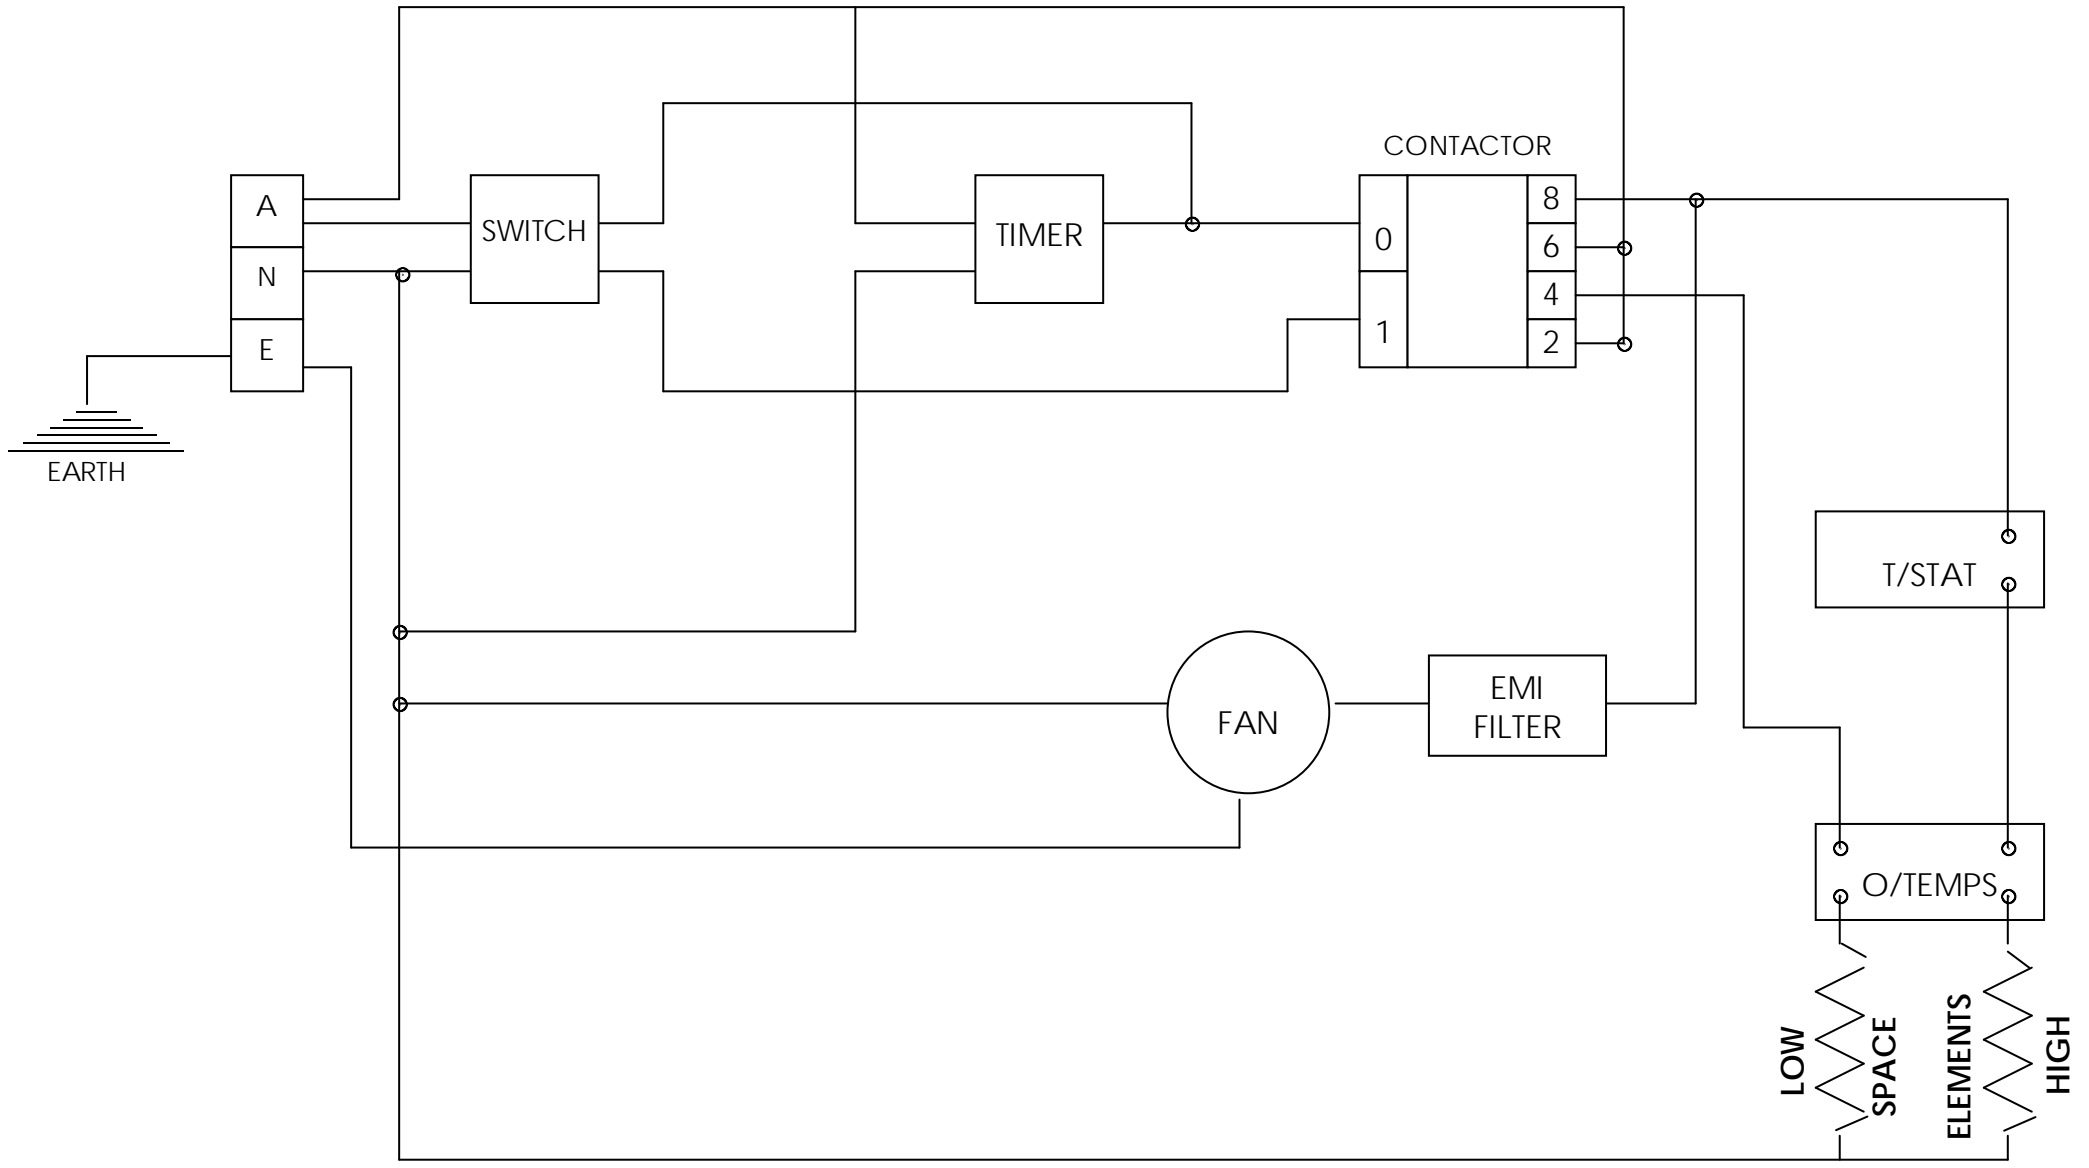 CONTACTOR
A
SWITCH
TIMER
0
8
6
N
4
1
2
E
EARTH
T/STAT
EMI
FILTER
FAN
O/TEMPS
LOW
SPACE
ELEMENTS
HIGH